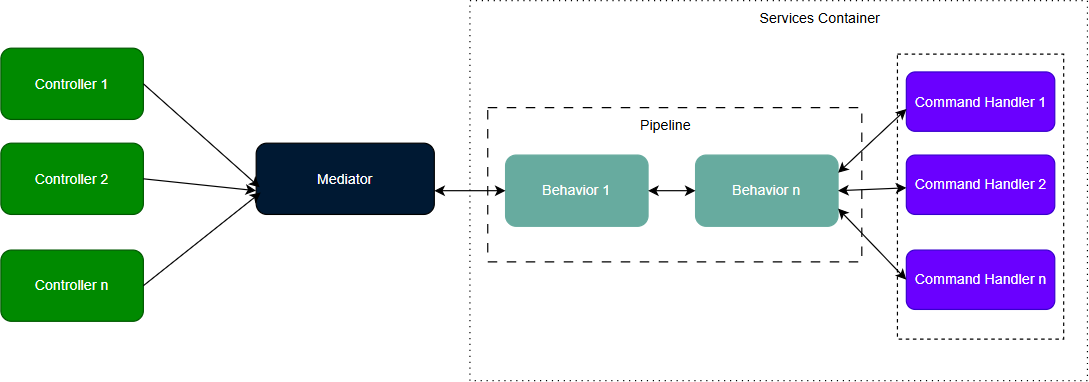 Services Container
Controller 1
Controller 2
Controller n
Mediator
Pipeline
Behavior 1
Behavior n
Command Handler 1
Command Handler 2
Command Handler n